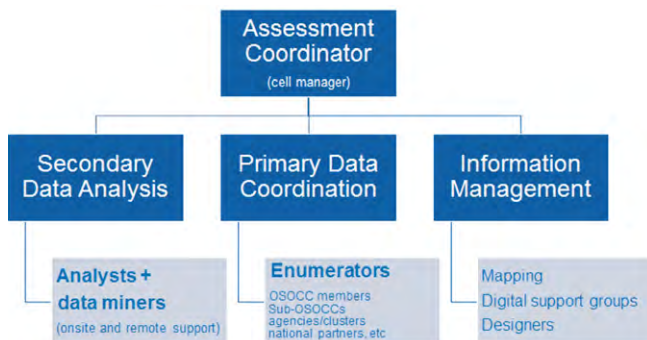 Assessment
Coordinator
(cell manager)
Secondary
Data Analysis
Primary Data
Coordination
Information
Management
Analysts +
data miners
(onsite and remote support)
Enumerators
OSOCC members
Sub-OSOCCs
agencies/clusters
national partners, etc
Mapping
Digital support groups
Designers